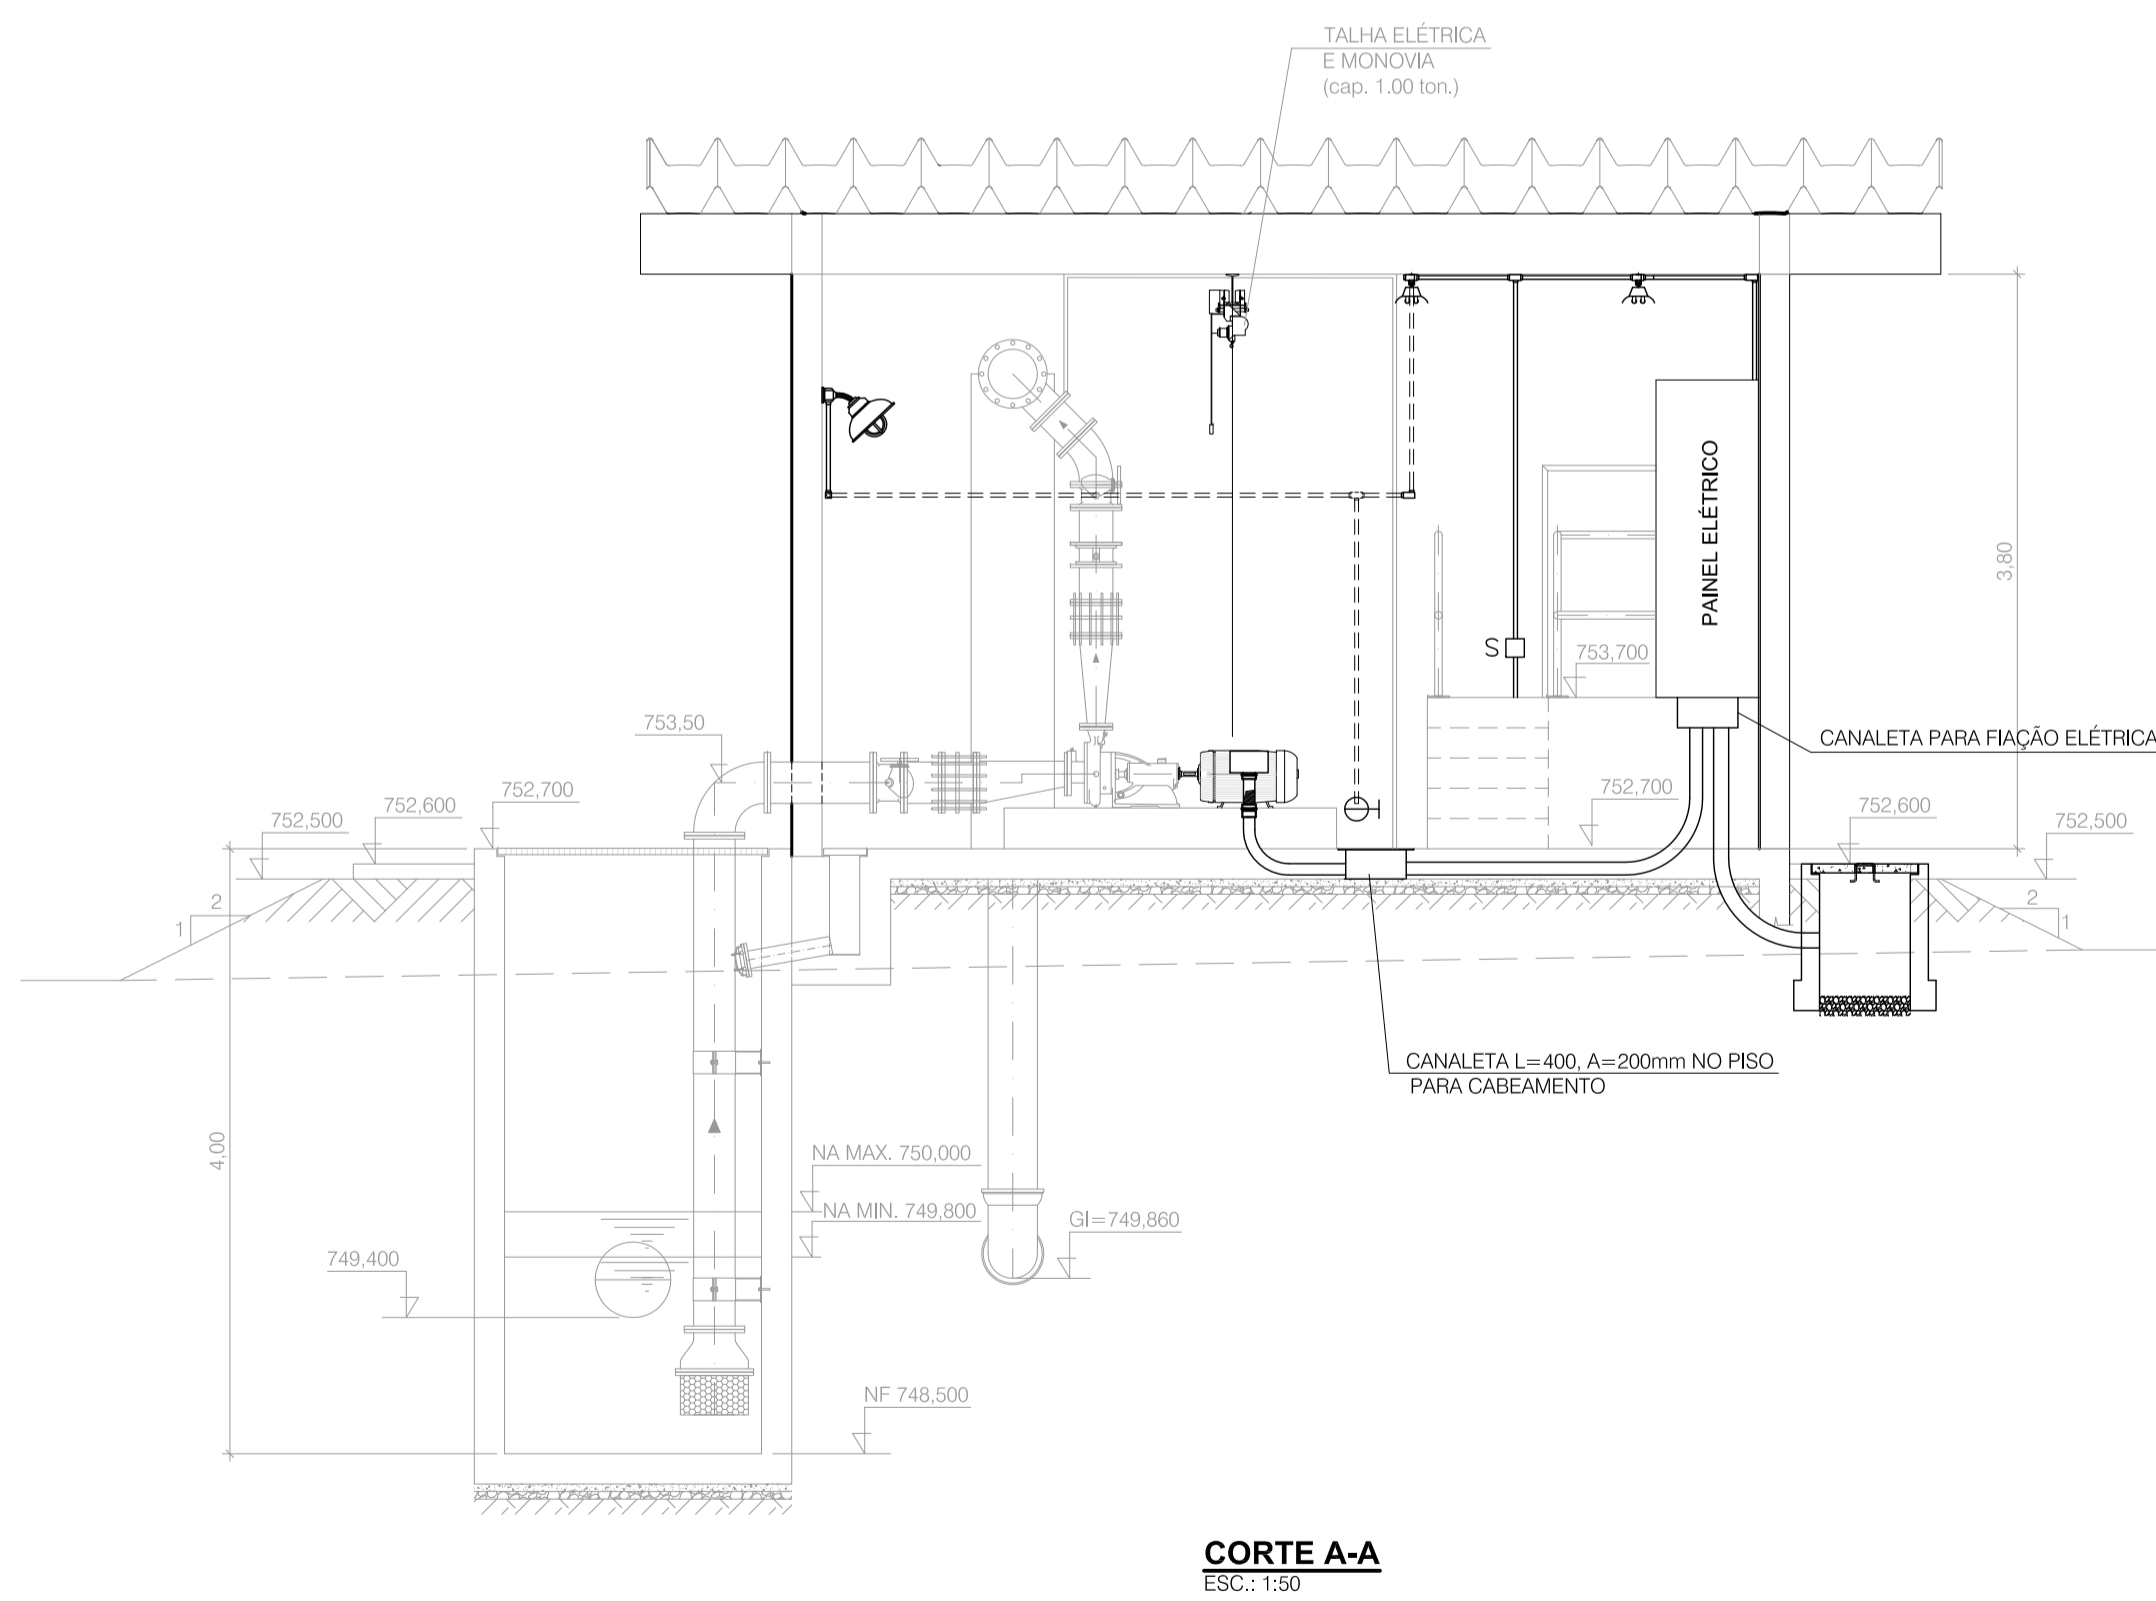 TALHA ELÉTRICA
E MONOVIA
(cap. 1.00 ton.)
3,80
PAINEL ELÉTRICO
S
753,700
753,50
CANALETA PARA FIAÇÃO ELÉTRICA
752,700
752,600
752,500
752,700
752,600
752,500
2
1
2
1
CANALETA L=400, A=200mm NO PISO
PARA CABEAMENTO
4,00
NA MAX. 750,000
NA MIN. 749,800
GI=749,860
749,400
NF 748,500
CORTE A-A
ESC.: 1:50